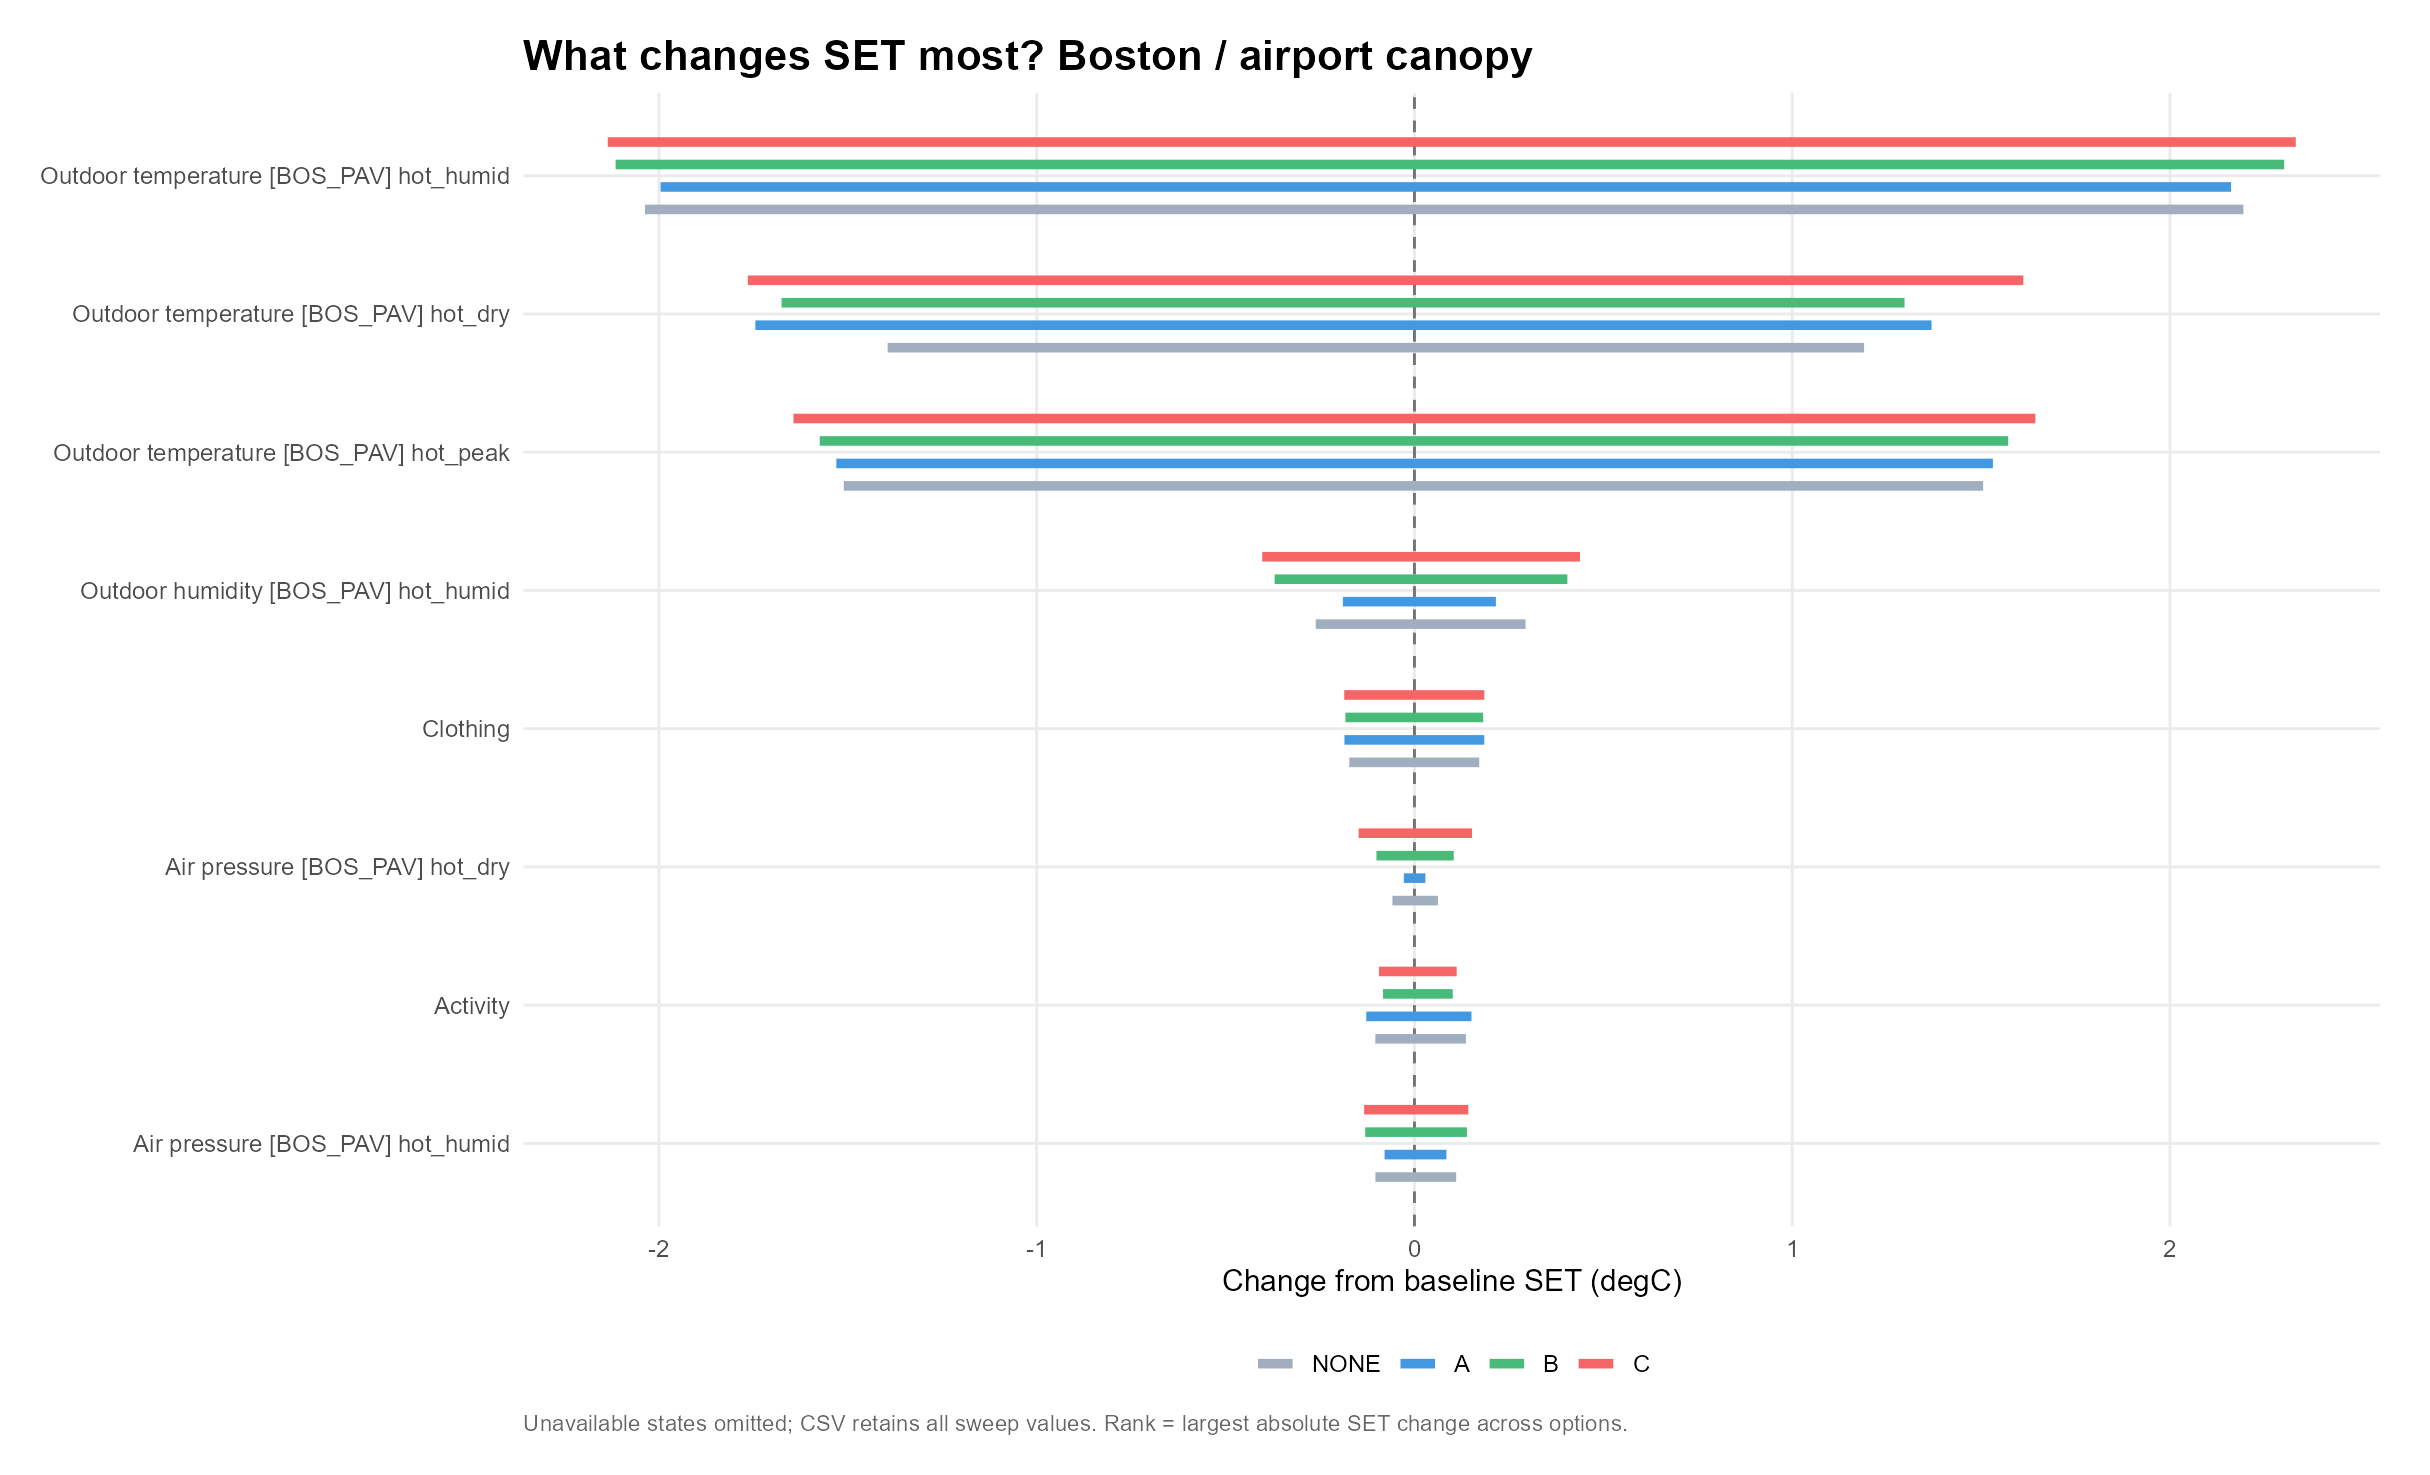 What changes SET most? Boston / airport canopy
Outdoor temperature [BOS_PAV] hot_humid
Outdoor temperature [BOS_PAV] hot_dry
Outdoor temperature [BOS_PAV] hot_peak
Outdoor humidity [BOS_PAV] hot_humid
Clothing
Air pressure [BOS_PAV] hot_dry
Activity
Air pressure [BOS_PAV] hot_humid
-2 -1 0 1 2
Change from baseline SET (degC)
NONE A B C
Unavailable states omitted; CSV retains all sweep values. Rank = largest absolute SET change across options.